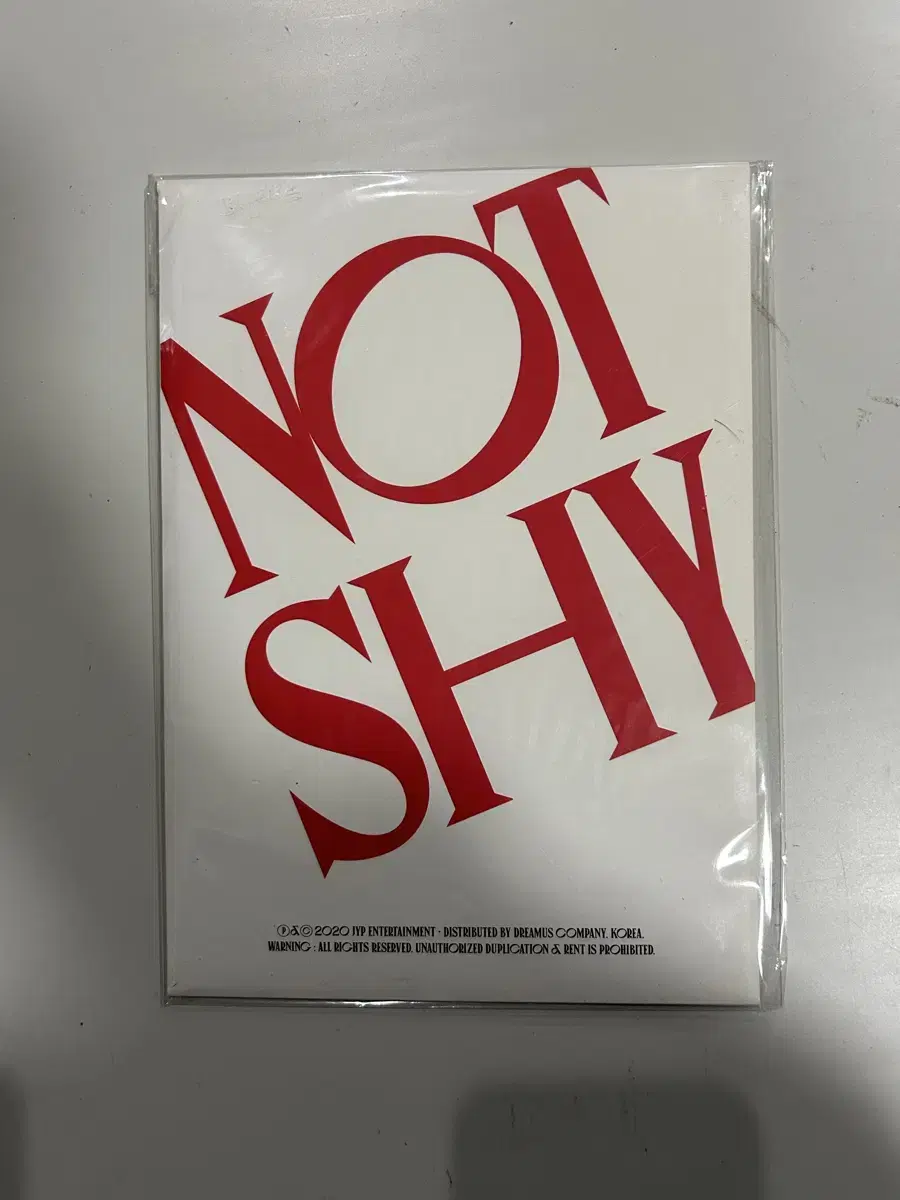 NOT
SHY
Ⓟ&© 2020 JYP ENTERTAINMENT · DISTRIBUTED BY DREAMUS COMPANY. KOREA.
WARNING : ALL RIGHTS RESERVED. UNAUTHORIZED DUPLICATION & RENT IS PROHIBITED.